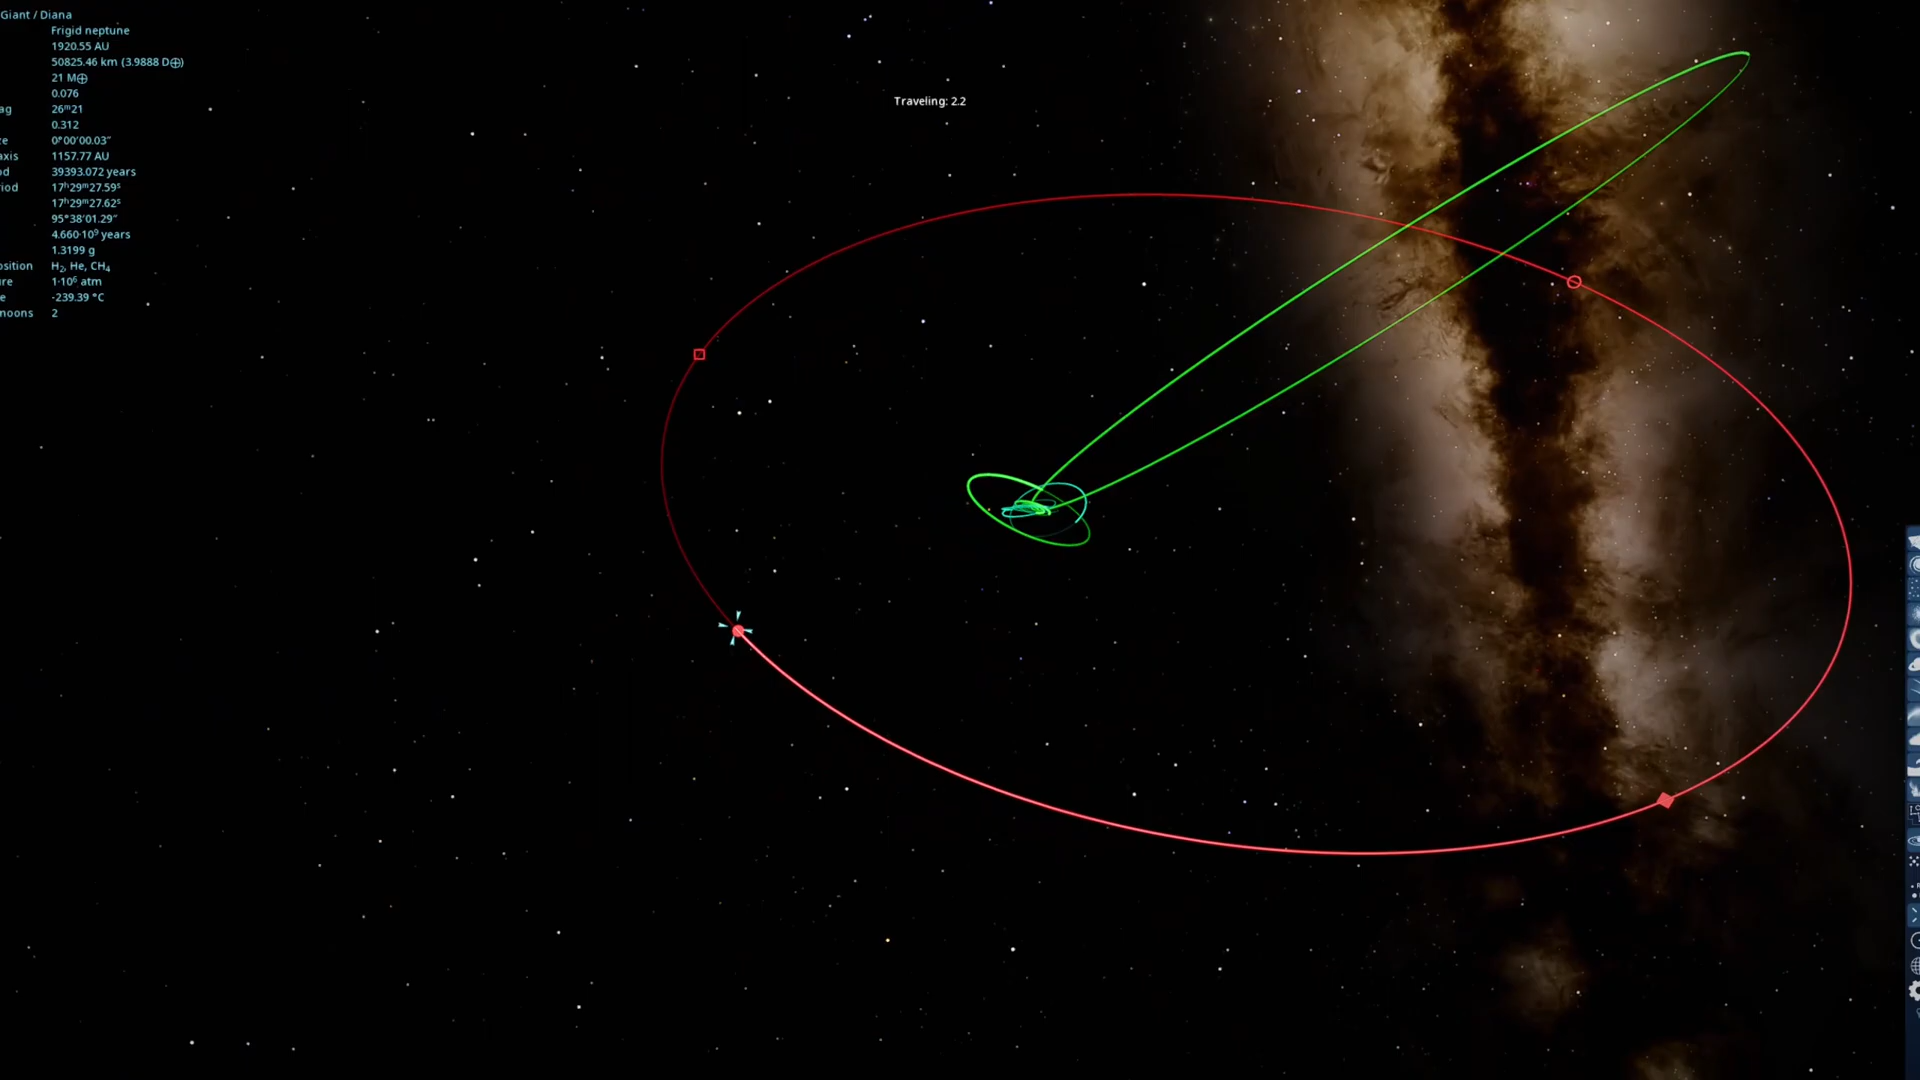 Giant / Diana
Frigid neptune
1920.55 AU
50825.46 km (3.9888 D⊕)
21 M⊕
0.076
ag 26ᵐ21
0.312
e 0°00′00.03″
axis 1157.77 AU
d 39393.072 years
iod 17ʰ29ᵐ27.59ˢ
17ʰ29ᵐ27.62ˢ
95°38′01.29″
4.660·10⁹ years
1.3199 g
osition H₂, He, CH₄
re 1·10⁶ atm
e -239.39 °C
noons 2
Traveling: 2.2